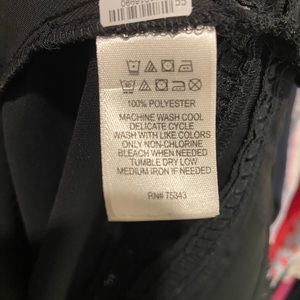 100% POLYESTER
MACHINE WASH COOL
DELICATE CYCLE
WASH WITH LIKE COLORS
ONLY NON-CHLORINE
BLEACH WHEN NEEDED
TUMBLE DRY LOW
MEDIUM IRON IF NEEDED
RN# 75343